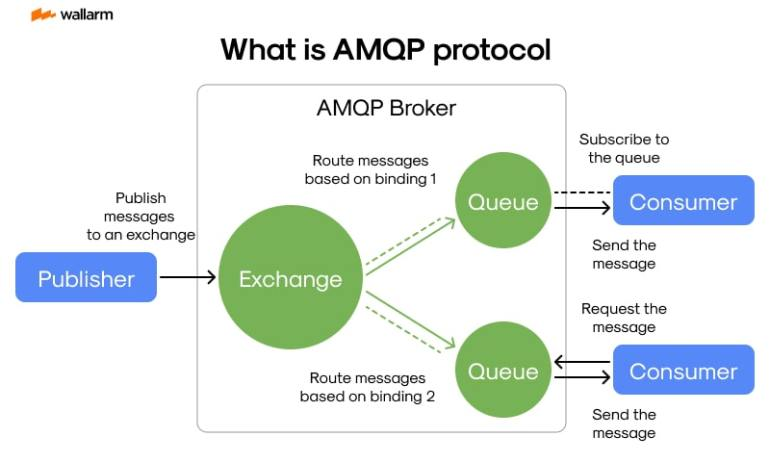 wallarm
What is AMQP protocol
AMQP Broker
Publish
messages
to an exchange
Publisher
Exchange
Route messages
based on binding 1
Queue
Subscribe to
the queue
Consumer
Send the
message
Route messages
based on binding 2
Queue
Request the
message
Consumer
Send the
message